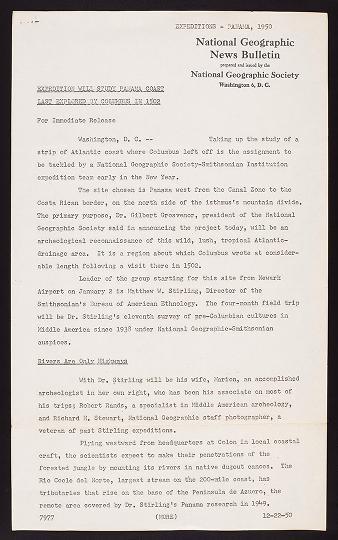 EXPEDITIONS - PANAMA, 1950
National Geographic
News Bulletin
prepared and issued by the
National Geographic Society
Washington 6, D. C.
EXPEDITION WILL STUDY PANAMA COAST
LAST EXPLORED BY COLUMBUS IN 1502
For Immediate Release
Washington, D. C. -- Taking up the study of a
strip of Atlantic coast where Columbus left off is the assignment to
be tackled by a National Geographic Society-Smithsonian Institution
expedition team early in the New Year.
The site chosen is Panama west from the Canal Zone to the
Costa Rican border, on the north side of the isthmus's mountain divide.
The primary purpose, Dr. Gilbert Grosvenor, president of the National
Geographic Society said in announcing the project today, will be an
archeological reconnaissance of this wild, lush, tropical Atlantic-
drainage area. It is a region about which Columbus wrote at consider-
able length following a visit there in 1502.
Leader of the group starting for this site from Newark
Airport on January 2 is Matthew W. Stirling, Director of the
Smithsonian's Bureau of American Ethnology. The four-month field trip
will be Dr. Stirling's eleventh survey of pre-Columbian cultures in
Middle America since 1938 under National Geographic-Smithsonian
auspices.
Rivers Are Only Highways
With Dr. Stirling will be his wife, Marion, an accomplished
archeologist in her own right, who has been his associate on most of
his trips; Robert Rands, a specialist in Middle American archeology,
and Richard H. Stewart, National Geographic staff photographer, a
veteran of past Stirling expeditions.
Flying westward from headquarters at Colon in local coastal
craft, the scientists expect to make their penetrations of the
forested jungle by mounting its rivers in native dugout canoes. The
Rio Cocle del Norte, largest stream on the 200-mile coast, has
tributaries that rise on the base of the Peninsula de Azuero, the
remote area covered by Dr. Stirling's Panama research in 1949.
7977 (MORE) 12-22-50